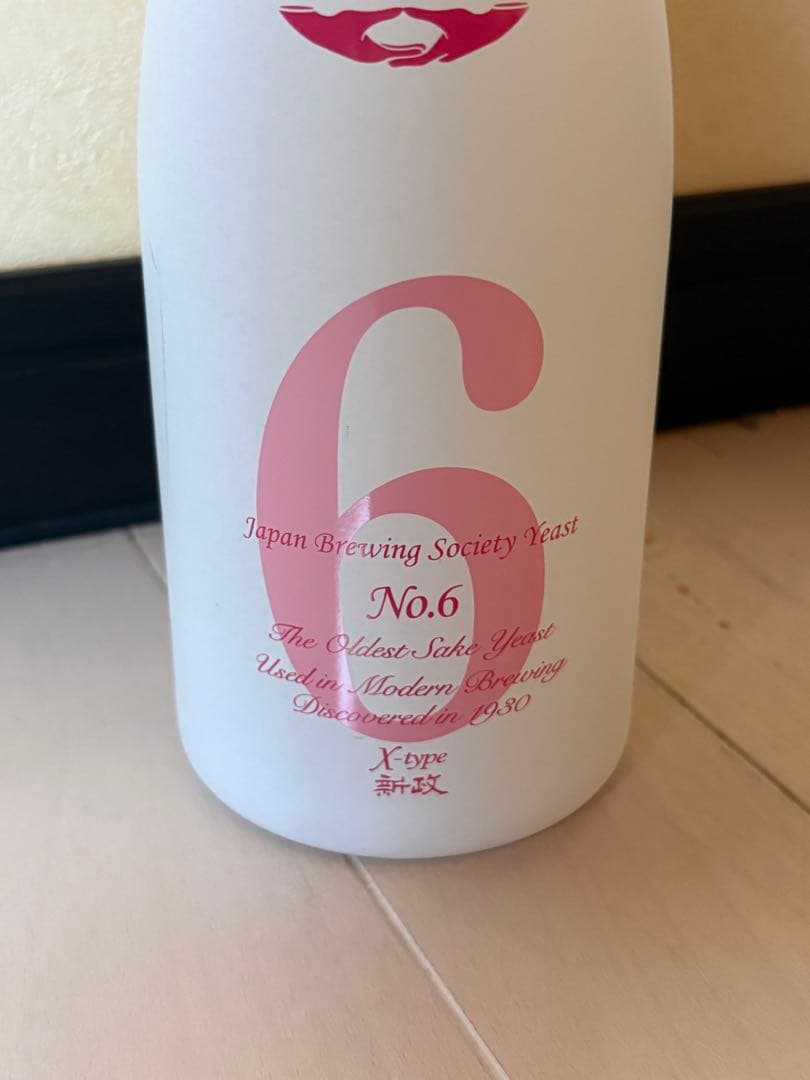 6
Japan Brewing Society Yeast
No.6
The Oldest Sake Yeast
Used in Modern Brewing
Discovered in 1930
X-type
新政